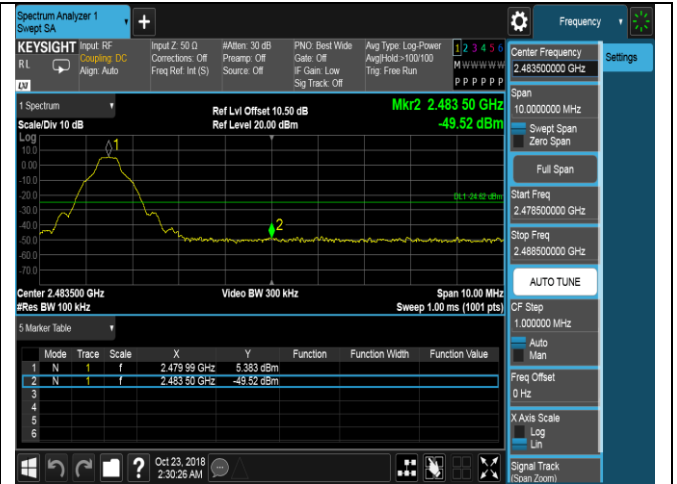 Spectrum Analyzer 1
Swept SA
+
Frequency
KEYSIGHT
RL
LXI
Input: RF
Coupling: DC
Align: Auto
Input Z: 50 Ω
Corrections: Off
Freq Ref: Int (S)
#Atten: 30 dB
Preamp: Off
Source: Off
PNO: Best Wide
Gate: Off
IF Gain: Low
Sig Track: Off
Avg Type: Log-Power
Avg|Hold:>100/100
Trig: Free Run
1 2 3 4 5 6
M W W W W W
P P P P P P
Center Frequency
2.483500000 GHz
Settings
Span
10.0000000 MHz
Swept Span
Zero Span
Full Span
Start Freq
2.478500000 GHz
Stop Freq
2.488500000 GHz
AUTO TUNE
CF Step
1.000000 MHz
Auto
Man
Freq Offset
0 Hz
X Axis Scale
Log
Lin
Signal Track
(Span Zoom)
1 Spectrum
Scale/Div 10 dB
Ref Lvl Offset 10.50 dB
Ref Level 20.00 dBm
Mkr2 2.483 50 GHz
-49.52 dBm
Log
10.0
0.00
-10.0
-20.0
-30.0
-40.0
-50.0
-60.0
-70.0
1
2
DL1 -24.62 dBm
Center 2.483500 GHz
#Res BW 100 kHz
Video BW 300 kHz
Span 10.00 MHz
Sweep 1.00 ms (1001 pts)
5 Marker Table
Mode Trace Scale X Y Function Function Width Function Value
1 N 1 f 2.479 99 GHz 5.383 dBm
2 N 1 f 2.483 50 GHz -49.52 dBm
3
4
5
6
?
Oct 23, 2018
2:30:26 AM